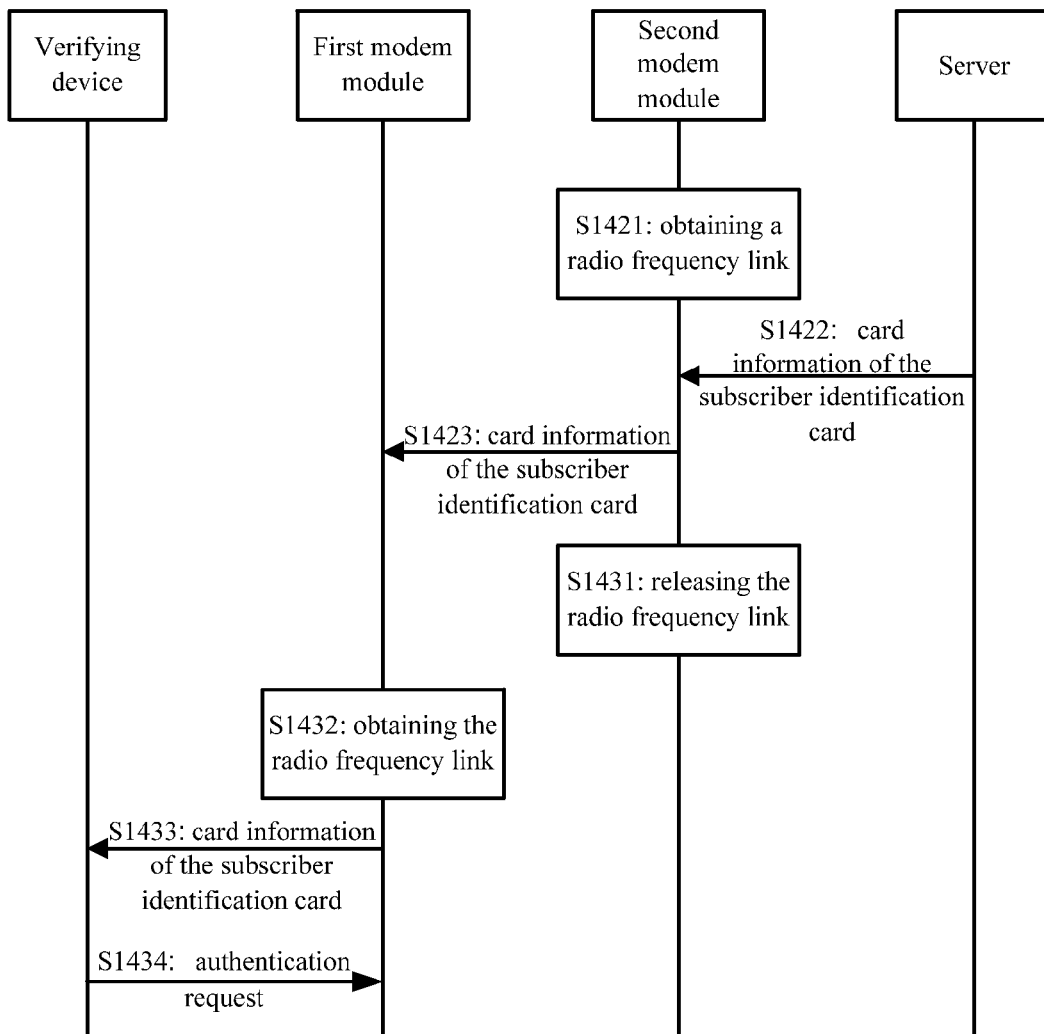 Verifying
device
First modem
module
Second
modem
module
Server
S1421: obtaining a
radio frequency link
S1422: card
information of the
subscriber identification
card
S1423: card information
of the subscriber
identification card
S1431: releasing the
radio frequency link
S1432: obtaining the
radio frequency link
S1433: card information
of the subscriber
identification card
S1434: authentication
request